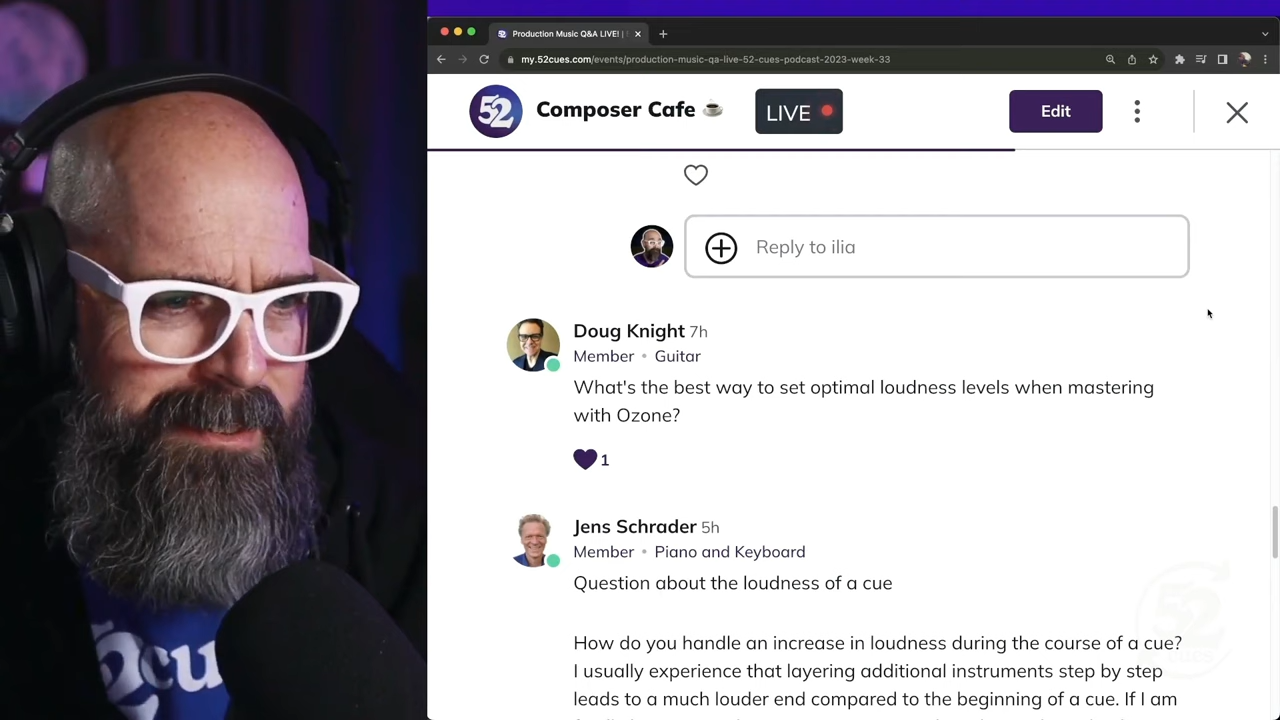 Production Music Q&A LIVE! |
my.52cues.com/events/production-music-qa-live-52-cues-podcast-2023-week-33
52
Composer Cafe
LIVE
Edit
Reply to ilia
Doug Knight 7h
Member • Guitar
What's the best way to set optimal loudness levels when mastering
with Ozone?
1
Jens Schrader 5h
Member • Piano and Keyboard
Question about the loudness of a cue
How do you handle an increase in loudness during the course of a cue?
I usually experience that layering additional instruments step by step
leads to a much louder end compared to the beginning of a cue. If I am
52cu
52
cues